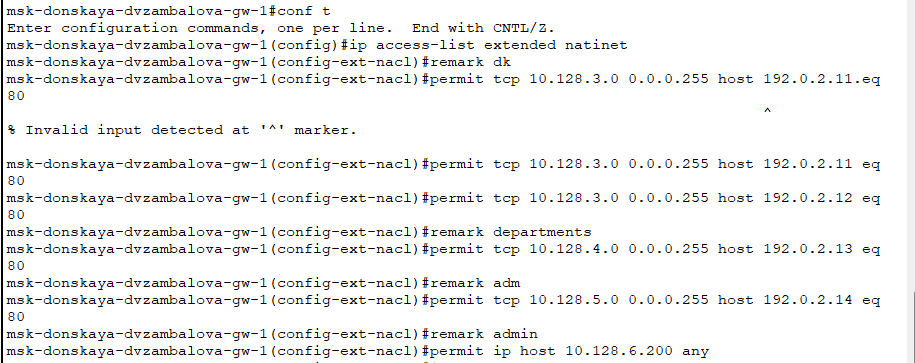 msk-donskaya-dvzambalova-gw-1#conf t
Enter configuration commands, one per line.  End with CNTL/Z.
msk-donskaya-dvzambalova-gw-1(config)#ip access-list extended natinet
msk-donskaya-dvzambalova-gw-1(config-ext-nacl)#remark dk
msk-donskaya-dvzambalova-gw-1(config-ext-nacl)#permit tcp 10.128.3.0 0.0.0.255 host 192.0.2.11.eq
80
^
% Invalid input detected at '^' marker.
msk-donskaya-dvzambalova-gw-1(config-ext-nacl)#permit tcp 10.128.3.0 0.0.0.255 host 192.0.2.11 eq
80
msk-donskaya-dvzambalova-gw-1(config-ext-nacl)#permit tcp 10.128.3.0 0.0.0.255 host 192.0.2.12 eq
80
msk-donskaya-dvzambalova-gw-1(config-ext-nacl)#remark departments
msk-donskaya-dvzambalova-gw-1(config-ext-nacl)#permit tcp 10.128.4.0 0.0.0.255 host 192.0.2.13 eq
80
msk-donskaya-dvzambalova-gw-1(config-ext-nacl)#remark adm
msk-donskaya-dvzambalova-gw-1(config-ext-nacl)#permit tcp 10.128.5.0 0.0.0.255 host 192.0.2.14 eq
80
msk-donskaya-dvzambalova-gw-1(config-ext-nacl)#remark admin
msk-donskaya-dvzambalova-gw-1(config-ext-nacl)#permit ip host 10.128.6.200 any